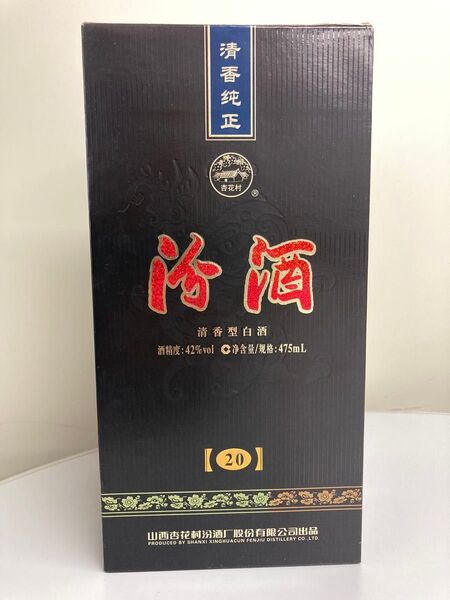 清香纯正
杏花村
®
汾酒
清香型白酒
酒精度:42%vol C净含量/规格:475mL
【20】
山西杏花村汾酒厂股份有限公司出品
PRODUCED BY SHANXI XINGHUACUN FENJIU DISTILLERY CO.,LTD.